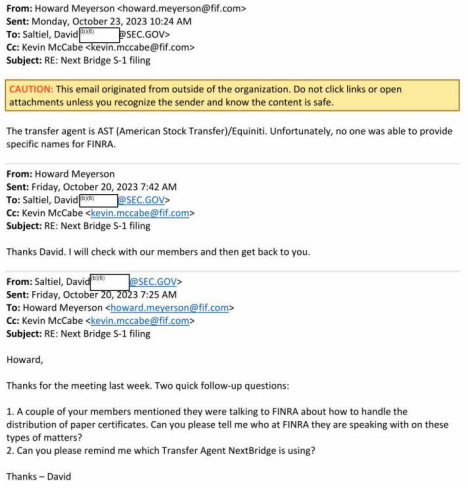 From: Howard Meyerson <howard.meyerson@fif.com>
Sent: Monday, October 23, 2023 10:24 AM
To: Saltiel, David (b)(6) @SEC.GOV>
Cc: Kevin McCabe <kevin.mccabe@fif.com>
Subject: RE: Next Bridge S-1 filing
CAUTION: This email originated from outside of the organization. Do not click links or open
attachments unless you recognize the sender and know the content is safe.
The transfer agent is AST (American Stock Transfer)/Equiniti. Unfortunately, no one was able to provide
specific names for FINRA.
From: Howard Meyerson
Sent: Friday, October 20, 2023 7:42 AM
To: Saltiel, David (b)(6) @SEC.GOV>
Cc: Kevin McCabe <kevin.mccabe@fif.com>
Subject: RE: Next Bridge S-1 filing
Thanks David. I will check with our members and then get back to you.
From: Saltiel, David (b)(6) @SEC.GOV>
Sent: Friday, October 20, 2023 7:25 AM
To: Howard Meyerson <howard.meyerson@fif.com>
Cc: Kevin McCabe <kevin.mccabe@fif.com>
Subject: RE: Next Bridge S-1 filing
Howard,
Thanks for the meeting last week. Two quick follow-up questions:
1. A couple of your members mentioned they were talking to FINRA about how to handle the
distribution of paper certificates. Can you please tell me who at FINRA they are speaking with on these
types of matters?
2. Can you please remind me which Transfer Agent NextBridge is using?
Thanks – David